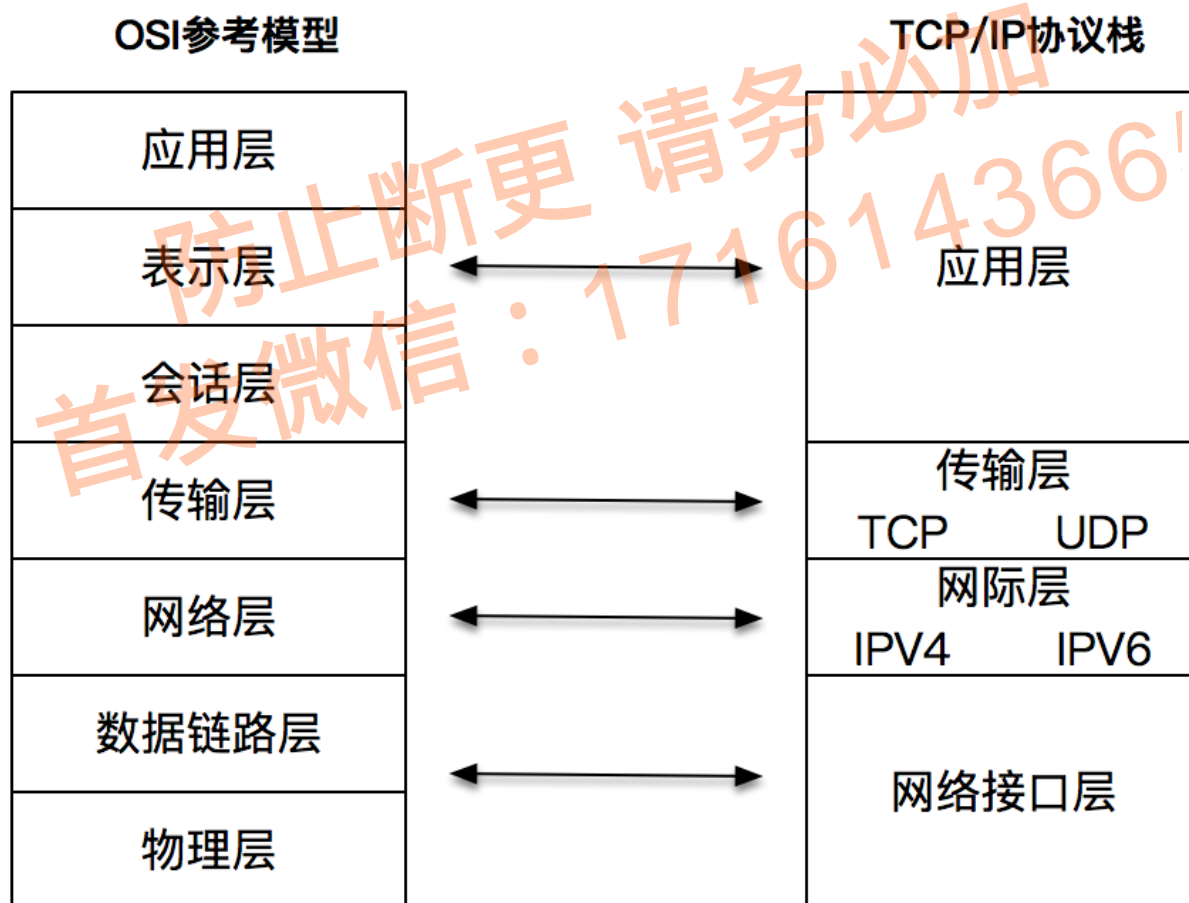 OSI参考模型
TCP/IP协议栈
应用层
表示层
会话层
传输层
网络层
数据链路层
物理层
应用层
传输层
TCP UDP
网际层
IPV4 IPV6
网络接口层
防止断更 请务必加
首发微信：171614366